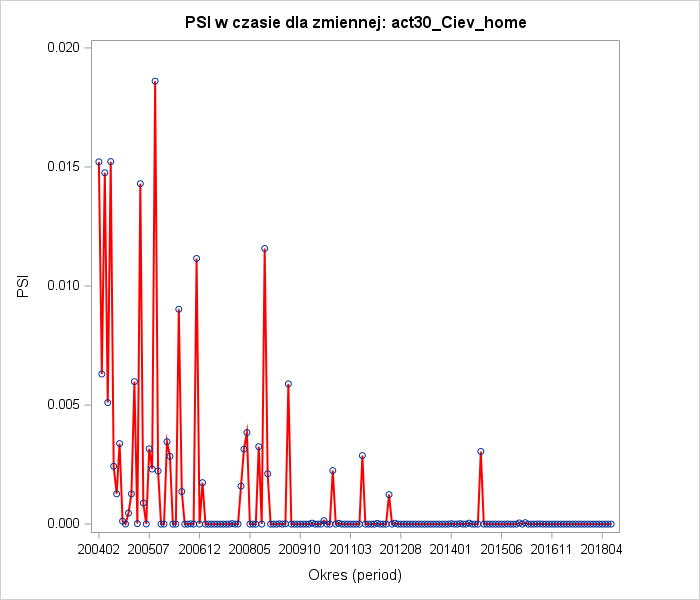 PSI w czasie dla zmiennej: act30_Ciev_home
0.020
0.015
0.010
0.005
0.000
PSI
200402 200507 200612 200805 200910 201103 201208 201401 201506 201611 201804
Okres (period)